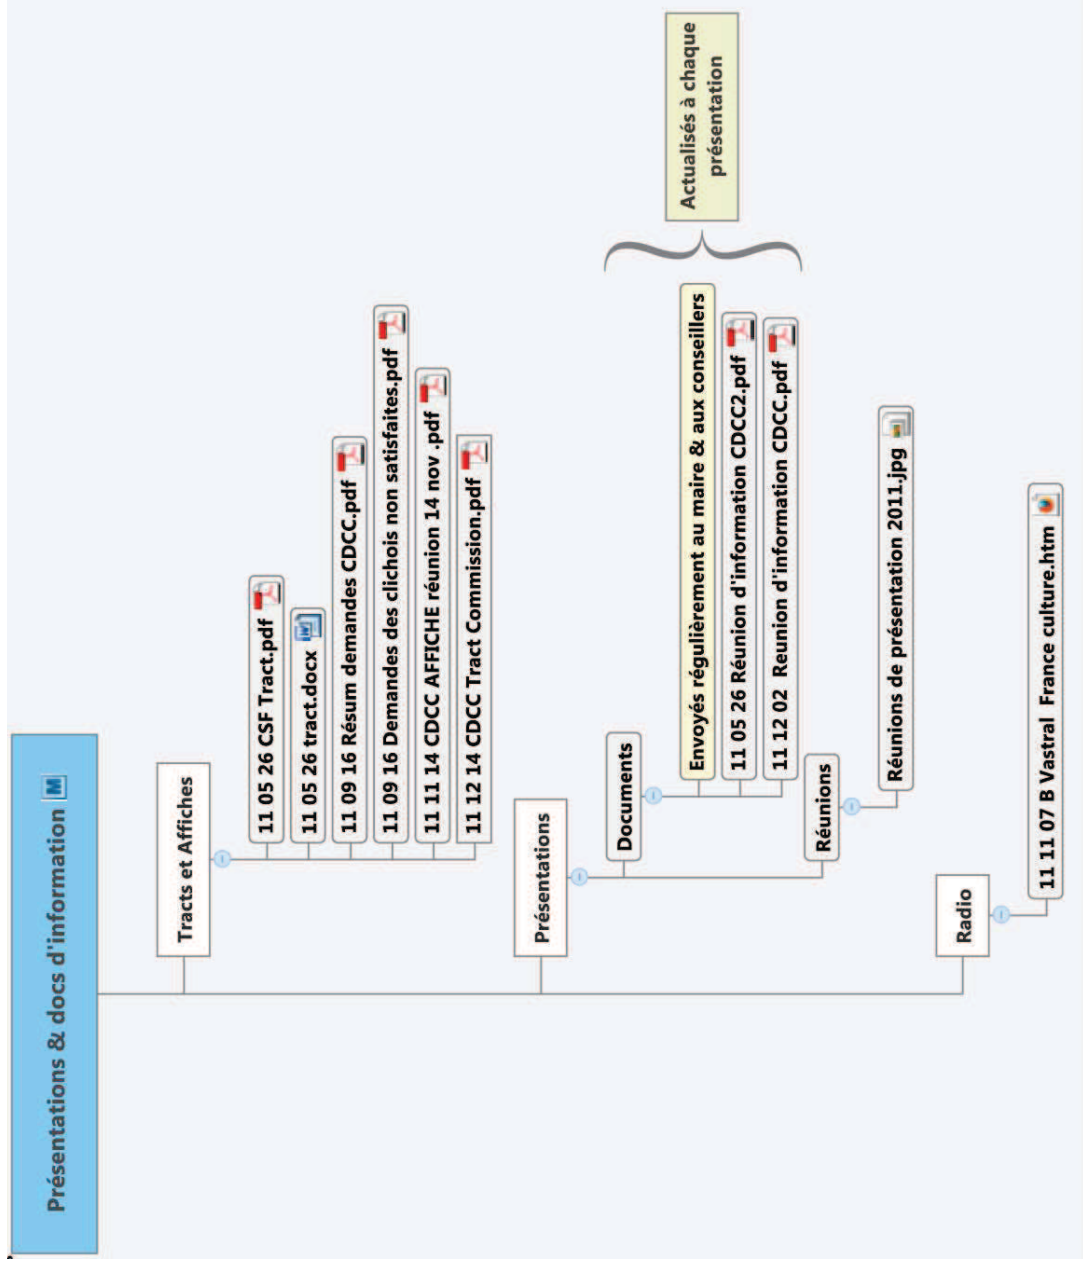 Présentations & docs d'information
Tracts et Affiches
11 05 26 CSF Tract.pdf
11 05 26 tract.docx
11 09 16 Résum demandes CDCC.pdf
11 09 16 Demandes des clichois non satisfaites.pdf
11 11 14 CDCC AFFICHE réunion 14 nov .pdf
11 12 14 CDCC Tract Commission.pdf
Présentations
Documents
Envoyés régulièrement au maire & aux conseillers
11 05 26 Réunion d'information CDCC2.pdf
11 12 02  Reunion d'information CDCC.pdf
Actualisés à chaque
présentation
Réunions
Réunions de présentation 2011.jpg
Radio
11 11 07 B Vastral  France culture.htm